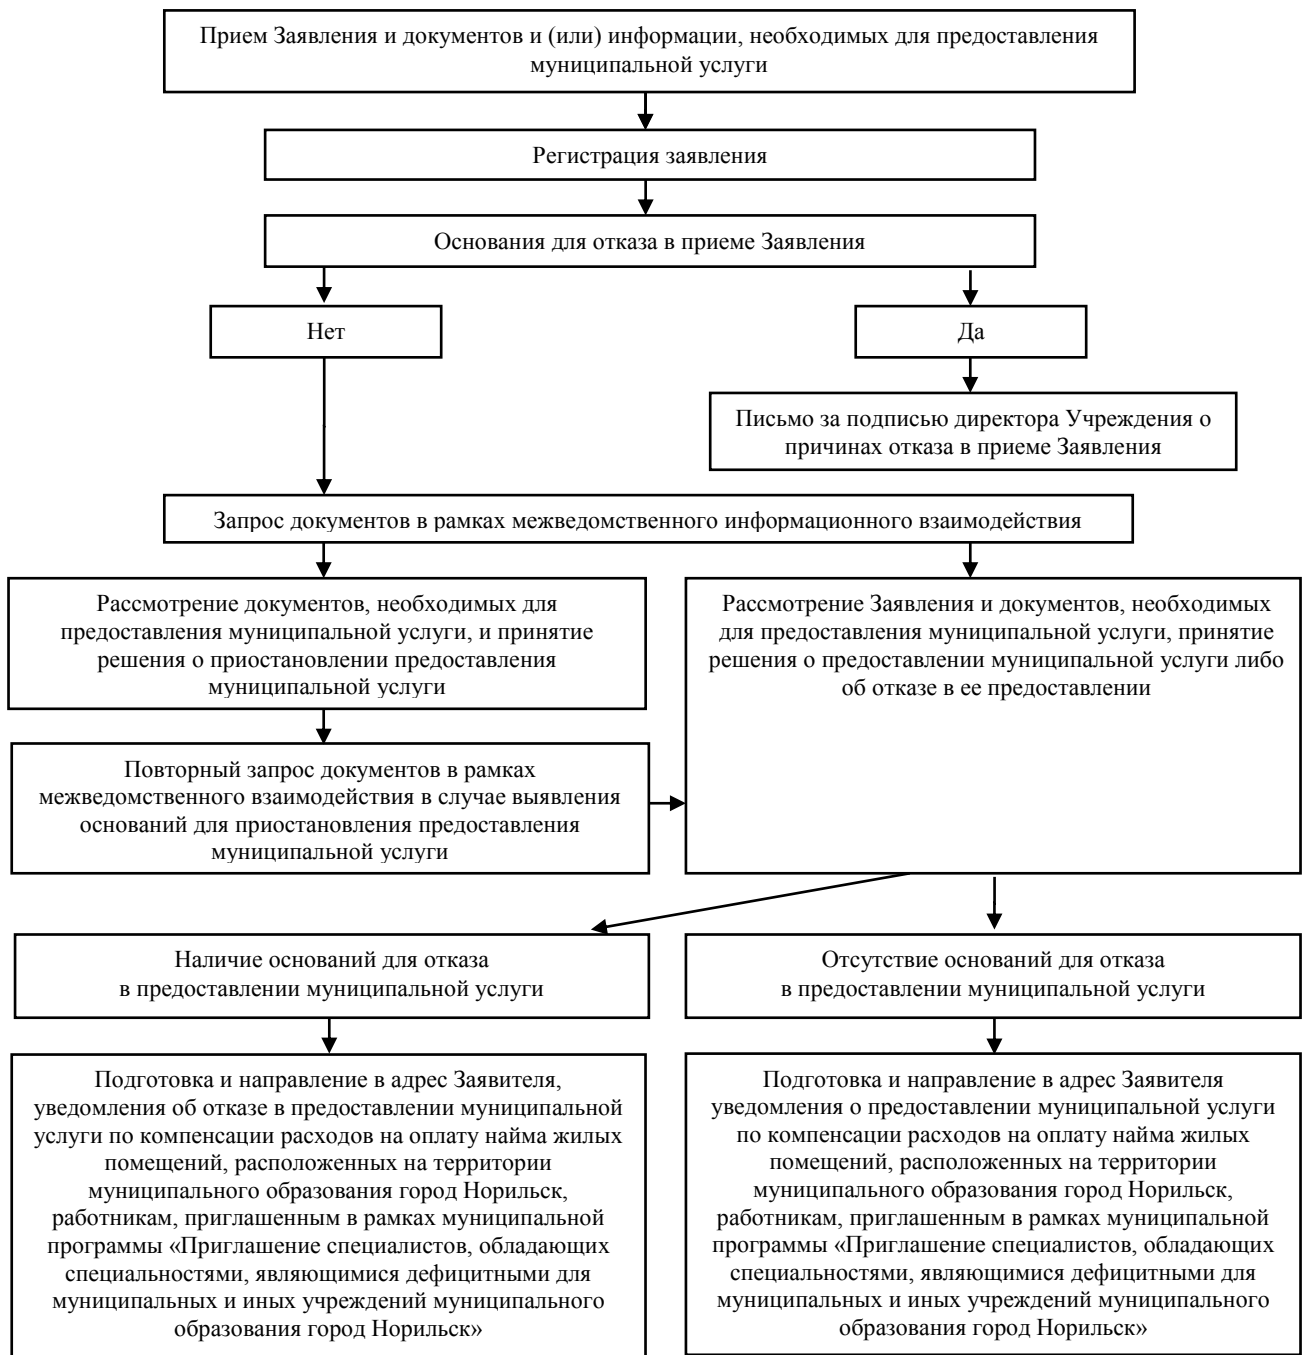 Прием Заявления и документов и (или) информации, необходимых для предоставления
муниципальной услуги
Регистрация заявления
Основания для отказа в приеме Заявления
Нет
Да
Письмо за подписью директора Учреждения о
причинах отказа в приеме Заявления
Запрос документов в рамках межведомственного информационного взаимодействия
Рассмотрение документов, необходимых для
предоставления муниципальной услуги, и принятие
решения о приостановлении предоставления
муниципальной услуги
Рассмотрение Заявления и документов, необходимых
для предоставления муниципальной услуги, принятие
решения о предоставлении муниципальной услуги либо
об отказе в ее предоставлении
Повторный запрос документов в рамках
межведомственного взаимодействия в случае выявления
оснований для приостановления предоставления
муниципальной услуги
Наличие оснований для отказа
в предоставлении муниципальной услуги
Отсутствие оснований для отказа
в предоставлении муниципальной услуги
Подготовка и направление в адрес Заявителя,
уведомления об отказе в предоставлении муниципальной
услуги по компенсации расходов на оплату найма жилых
помещений, расположенных на территории
муниципального образования город Норильск,
работникам, приглашенным в рамках муниципальной
программы «Приглашение специалистов, обладающих
специальностями, являющимися дефицитными для
муниципальных и иных учреждений муниципального
образования город Норильск»
Подготовка и направление в адрес Заявителя
уведомления о предоставлении муниципальной услуги
по компенсации расходов на оплату найма жилых
помещений, расположенных на территории
муниципального образования город Норильск,
работникам, приглашенным в рамках муниципальной
программы «Приглашение специалистов, обладающих
специальностями, являющимися дефицитными для
муниципальных и иных учреждений муниципального
образования город Норильск»